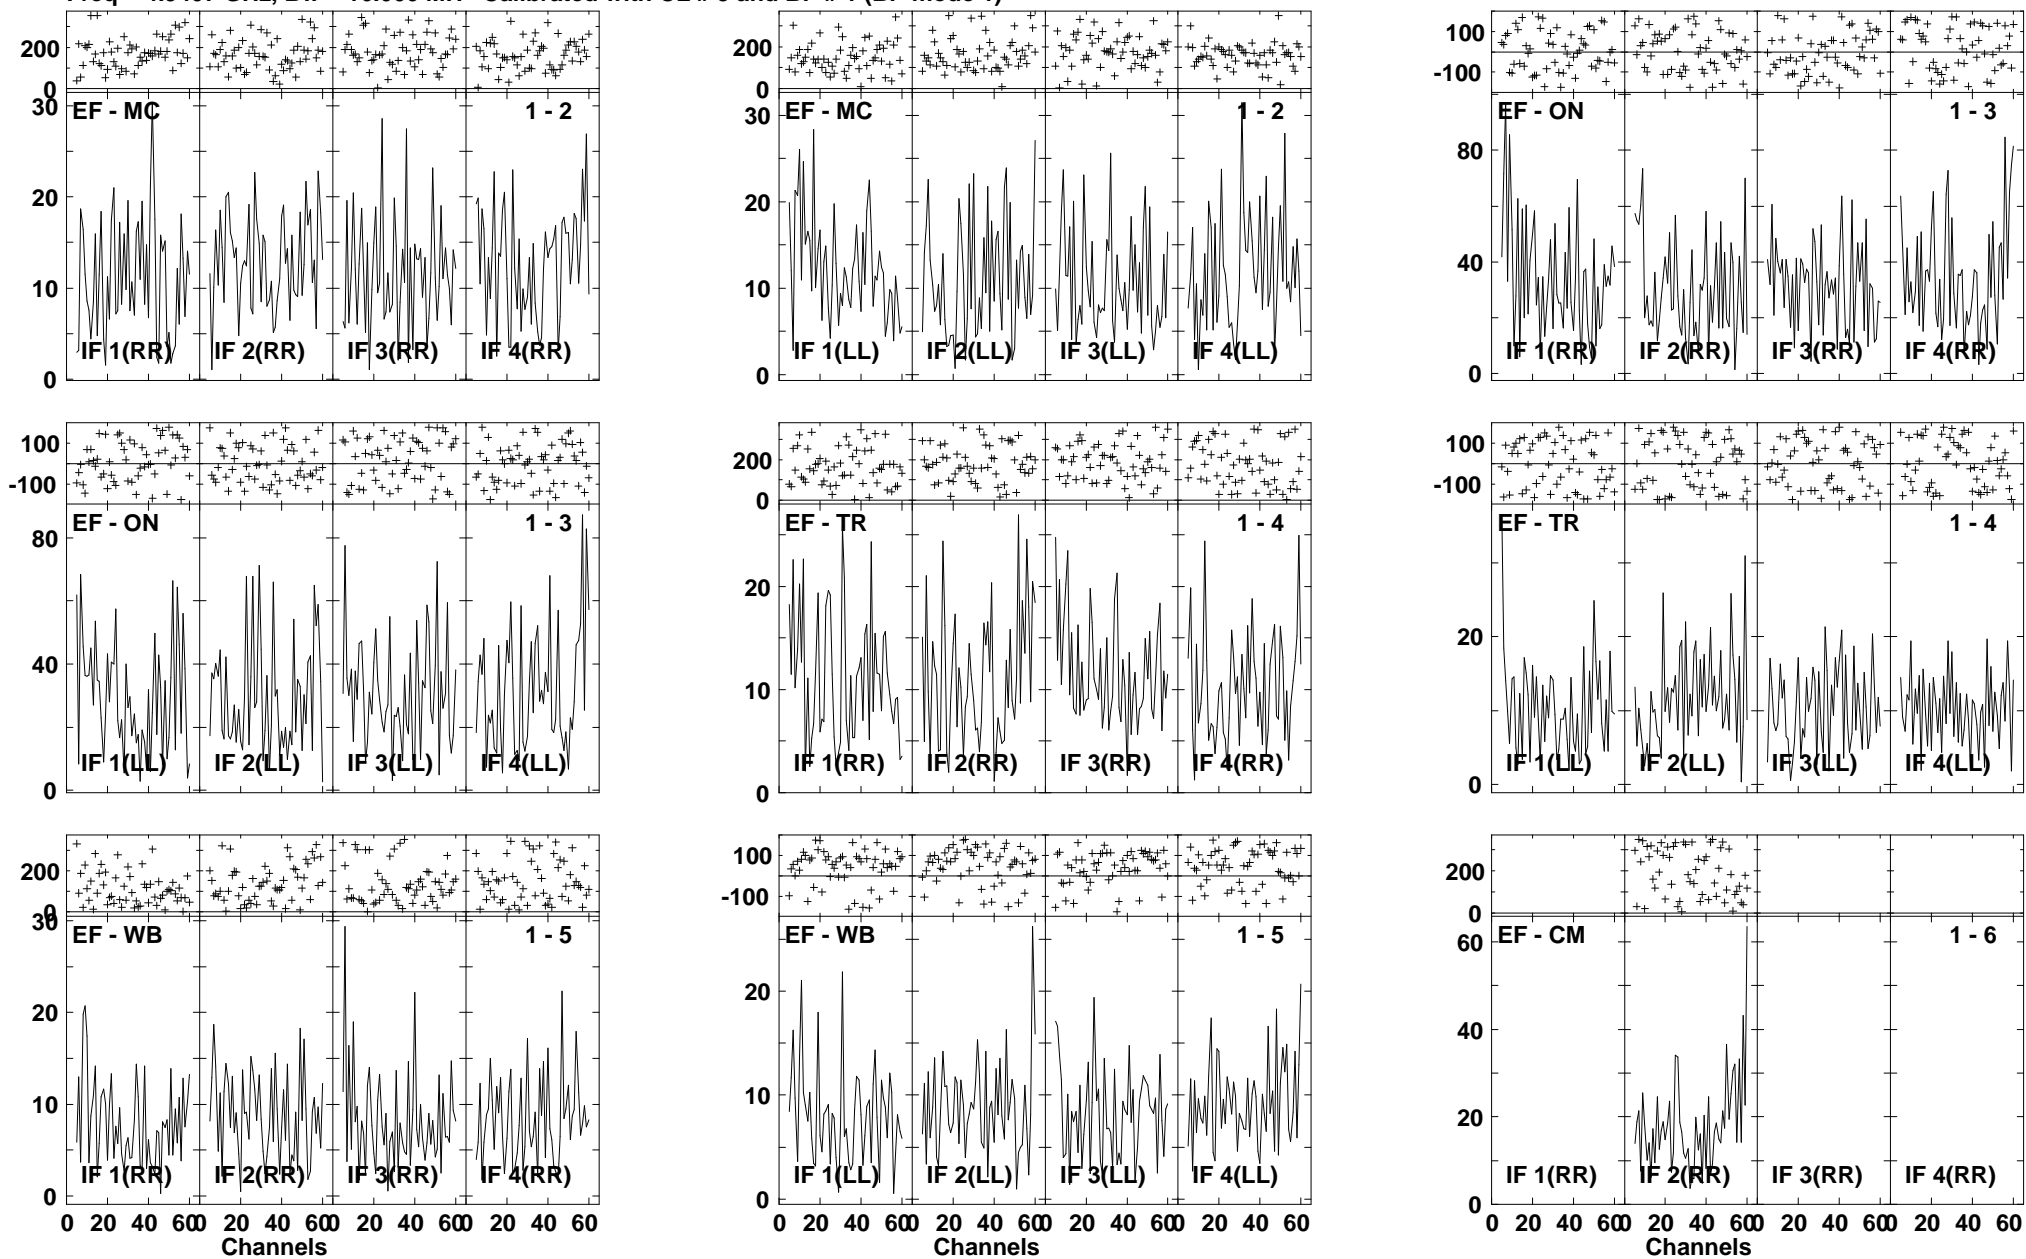 200
0
200
0
100
-100
30
20
10
0
EF - MC
1 - 2
IF 1(RR)
IF 2(RR)
IF 3(RR)
IF 4(RR)
30
20
10
0
EF - MC
1 - 2
IF 1(LL)
IF 2(LL)
IF 3(LL)
IF 4(LL)
80
40
0
EF - ON
1 - 3
IF 1(RR)
IF 2(RR)
IF 3(RR)
IF 4(RR)
100
-100
200
0
100
-100
80
40
0
EF - ON
1 - 3
IF 1(LL)
IF 2(LL)
IF 3(LL)
IF 4(LL)
20
10
0
EF - TR
1 - 4
IF 1(RR)
IF 2(RR)
IF 3(RR)
IF 4(RR)
20
0
EF - TR
1 - 4
IF 1(LL)
IF 2(LL)
IF 3(LL)
IF 4(LL)
200
0
100
-100
200
0
30
20
10
0
EF - WB
1 - 5
IF 1(RR)
IF 2(RR)
IF 3(RR)
IF 4(RR)
20
10
0
EF - WB
1 - 5
IF 1(LL)
IF 2(LL)
IF 3(LL)
IF 4(LL)
60
40
20
0
EF - CM
1 - 6
IF 1(RR)
IF 2(RR)
IF 3(RR)
IF 4(RR)
0 20 40 60 0 20 40 60 0 20 40 60 0 20 40 60
0 20 40 60 0 20 40 60 0 20 40 60 0 20 40 60
0 20 40 60 0 20 40 60 0 20 40 60 0 20 40 60
Channels
Channels
Channels